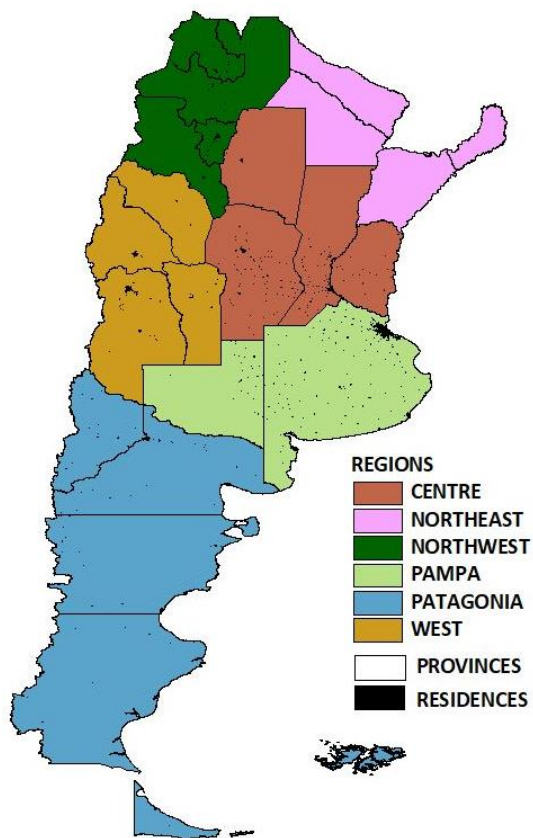 REGIONS
CENTRE
NORTHEAST
NORTHWEST
PAMPA
PATAGONIA
WEST
PROVINCES
RESIDENCES